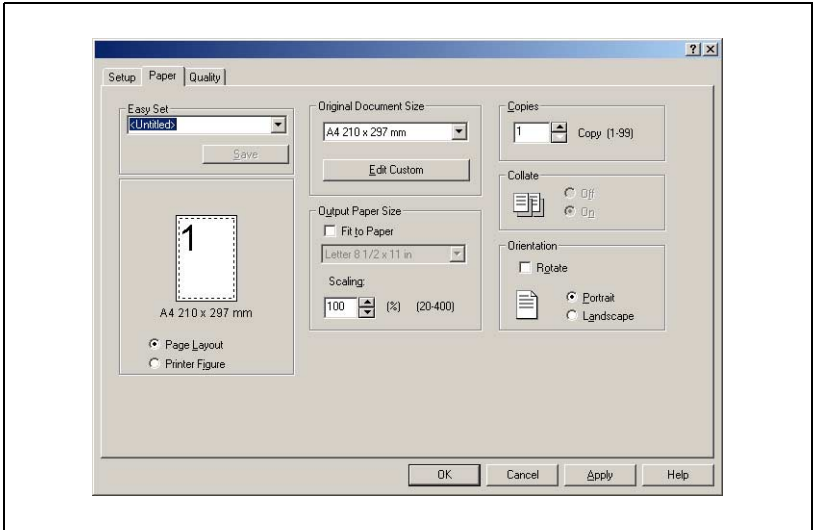 Setup Paper Quality
Easy Set
<Untitled>
Save
1
A4 210 x 297 mm
Page Layout
Printer Figure
Original Document Size
A4 210 x 297 mm
Edit Custom
Output Paper Size
Fit to Paper
Letter 8 1/2 x 11 in
Scaling:
100 (%) (20-400)
Copies
1 Copy (1-99)
Collate
Off
On
Orientation
Rotate
Portrait
Landscape
OK Cancel Apply Help